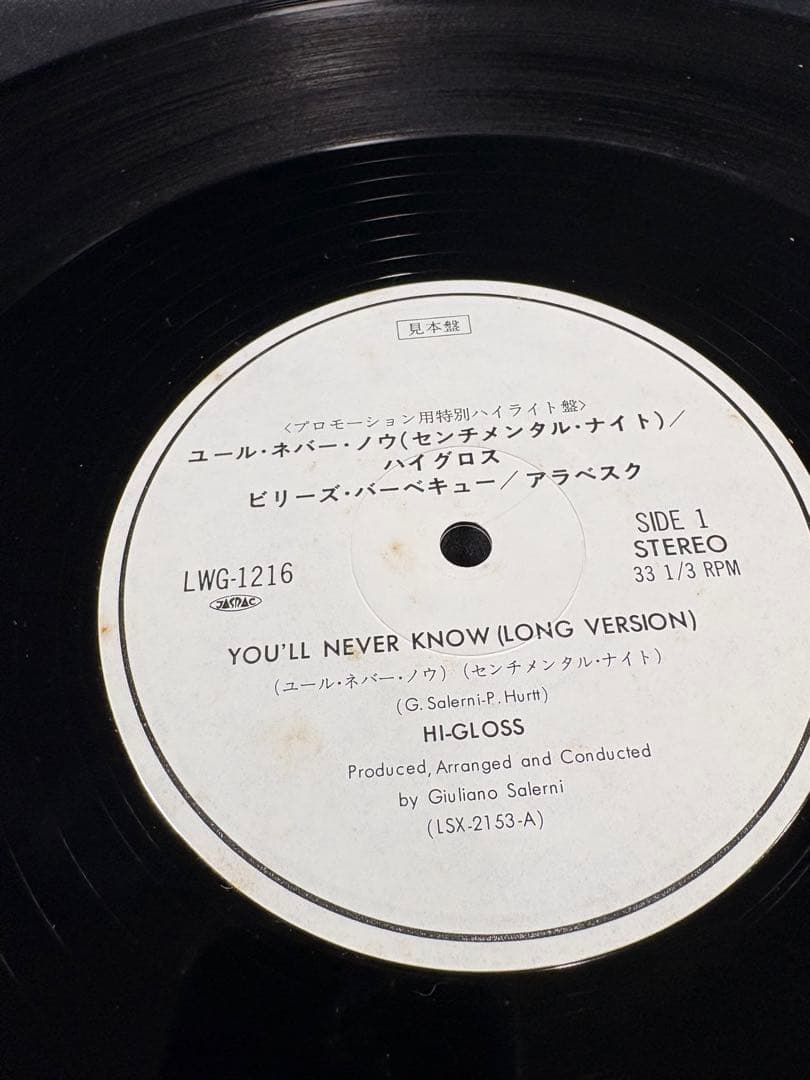 見本盤
〈プロモーション用特別ハイライト盤〉
ユール・ネバー・ノウ(センチメンタル・ナイト)／
ハイグロス
ビリーズ・バーベキュー／アラベスク
SIDE 1
STEREO
33 1/3 RPM
LWG-1216
JASRAC
YOU'LL NEVER KNOW (LONG VERSION)
(ユール・ネバー・ノウ) (センチメンタル・ナイト)
(G. Salerni-P. Hurtt)
HI-GLOSS
Produced, Arranged and Conducted
by Giuliano Salerni
(LSX-2153-A)